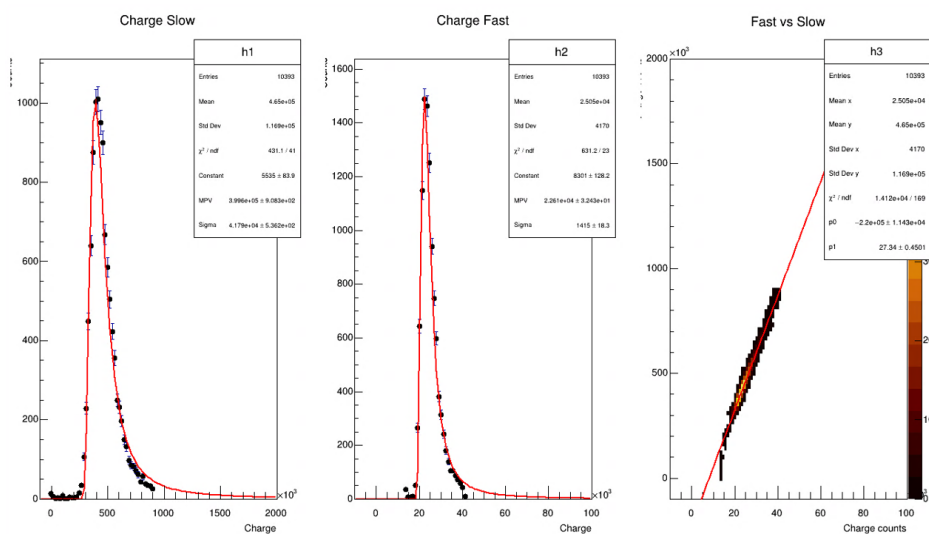 Charge Slow
h1
Entries 10393
Mean 4.65e+05
Std Dev 1.169e+05
χ² / ndf 431.1 / 41
Constant 5535 ± 83.9
MPV 3.996e+05 ± 9.083e+02
Sigma 4.179e+04 ± 5.362e+02
1000
800
600
400
200
0
0 500 1000 1500 2000
×10³
Charge
Charge Fast
h2
Entries 10393
Mean 2.505e+04
Std Dev 4170
χ² / ndf 631.2 / 23
Constant 8301 ± 128.2
MPV 2.261e+04 ± 3.243e+01
Sigma 1415 ± 18.3
1600
1400
1200
1000
800
600
400
200
0
0 20 40 60 80 100
×10³
Charge
Fast vs Slow
h3
Entries 10393
Mean x 2.505e+04
Mean y 4.65e+05
Std Dev x 4170
Std Dev y 1.169e+05
χ² / ndf 1.412e+04 / 169
p0 −2.2e+05 ± 1.143e+04
p1 27.34 ± 0.4501
×10³
2000
1500
1000
500
0
0 20 40 60 80 100
×10³
Charge counts